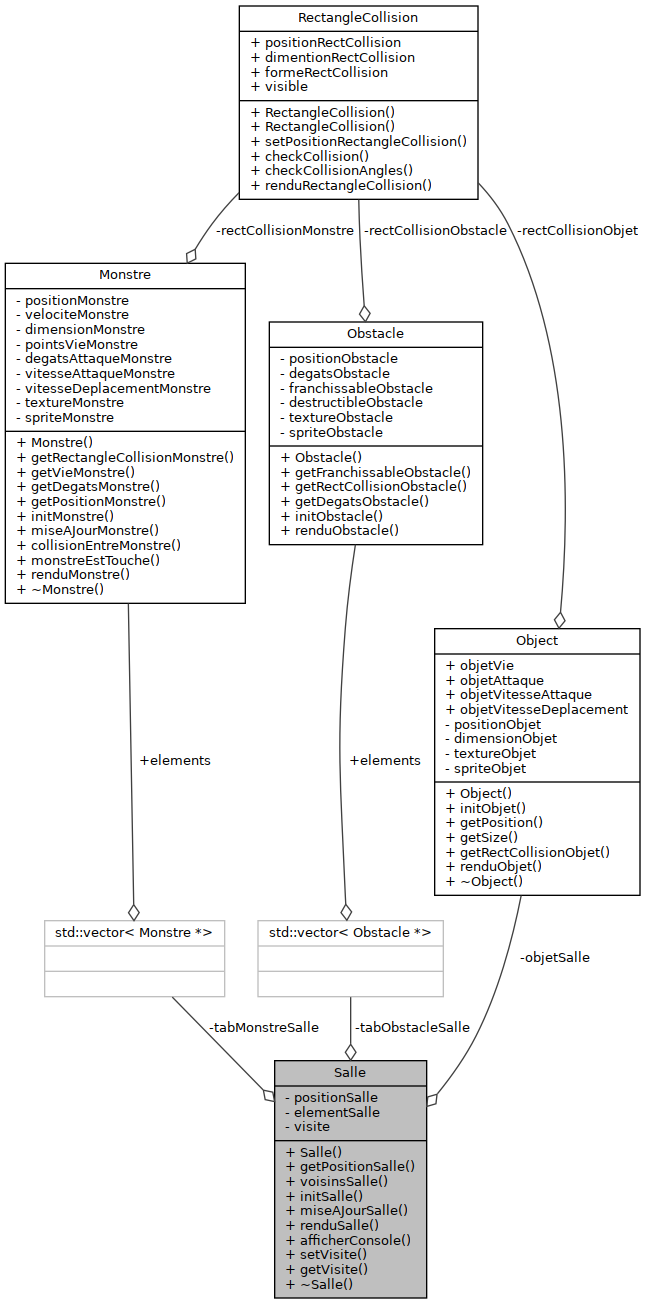 RectangleCollision
+ positionRectCollision
+ dimentionRectCollision
+ formeRectCollision
+ visible
+ RectangleCollision()
+ RectangleCollision()
+ setPositionRectangleCollision()
+ checkCollision()
+ checkCollisionAngles()
+ renduRectangleCollision()
-rectCollisionMonstre
-rectCollisionObstacle
-rectCollisionObjet
Monstre
- positionMonstre
- velociteMonstre
- dimensionMonstre
- pointsVieMonstre
- degatsAttaqueMonstre
- vitesseAttaqueMonstre
- vitesseDeplacementMonstre
- textureMonstre
- spriteMonstre
+ Monstre()
+ getRectangleCollisionMonstre()
+ getVieMonstre()
+ getDegatsMonstre()
+ getPositionMonstre()
+ initMonstre()
+ miseAJourMonstre()
+ collisionEntreMonstre()
+ monstreEstTouche()
+ renduMonstre()
+ ~Monstre()
Obstacle
- positionObstacle
- degatsObstacle
- franchissableObstacle
- destructibleObstacle
- textureObstacle
- spriteObstacle
+ Obstacle()
+ getFranchissableObstacle()
+ getRectCollisionObstacle()
+ getDegatsObstacle()
+ initObstacle()
+ renduObstacle()
Object
+ objetVie
+ objetAttaque
+ objetVitesseAttaque
+ objetVitesseDeplacement
- positionObjet
- dimensionObjet
- textureObjet
- spriteObjet
+ Object()
+ initObjet()
+ getPosition()
+ getSize()
+ getRectCollisionObjet()
+ renduObjet()
+ ~Object()
+elements
+elements
std::vector< Monstre *>
std::vector< Obstacle *>
-objetSalle
-tabMonstreSalle
-tabObstacleSalle
Salle
- positionSalle
- elementSalle
- visite
+ Salle()
+ getPositionSalle()
+ voisinsSalle()
+ initSalle()
+ miseAJourSalle()
+ renduSalle()
+ afficherConsole()
+ setVisite()
+ getVisite()
+ ~Salle()